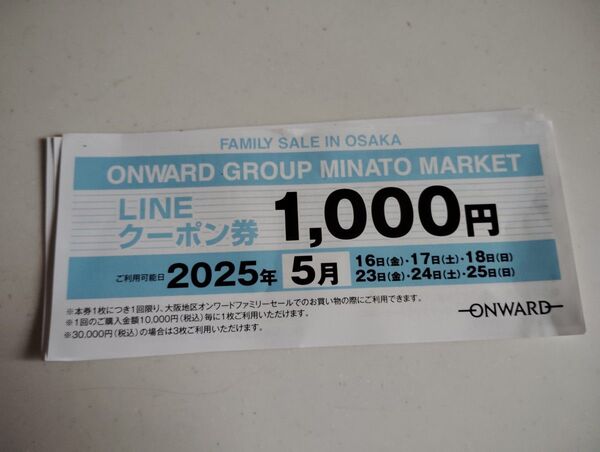 FAMILY SALE IN OSAKA
ONWARD GROUP MINATO MARKET
LINE
クーポン券 1,000円
ご利用可能日 2025年 5月 16日(金)・17日(土)・18日(日)
23日(金)・24日(土)・25日(日)
※本券1枚につき1回限り、大阪地区オンワードファミリーセールでのお買い物の際にご利用できます。
※1回のご購入金額10,000円(税込)毎に1枚ご利用いただけます。
※30,000円(税込)の場合は3枚ご利用いただけます。
ONWARD